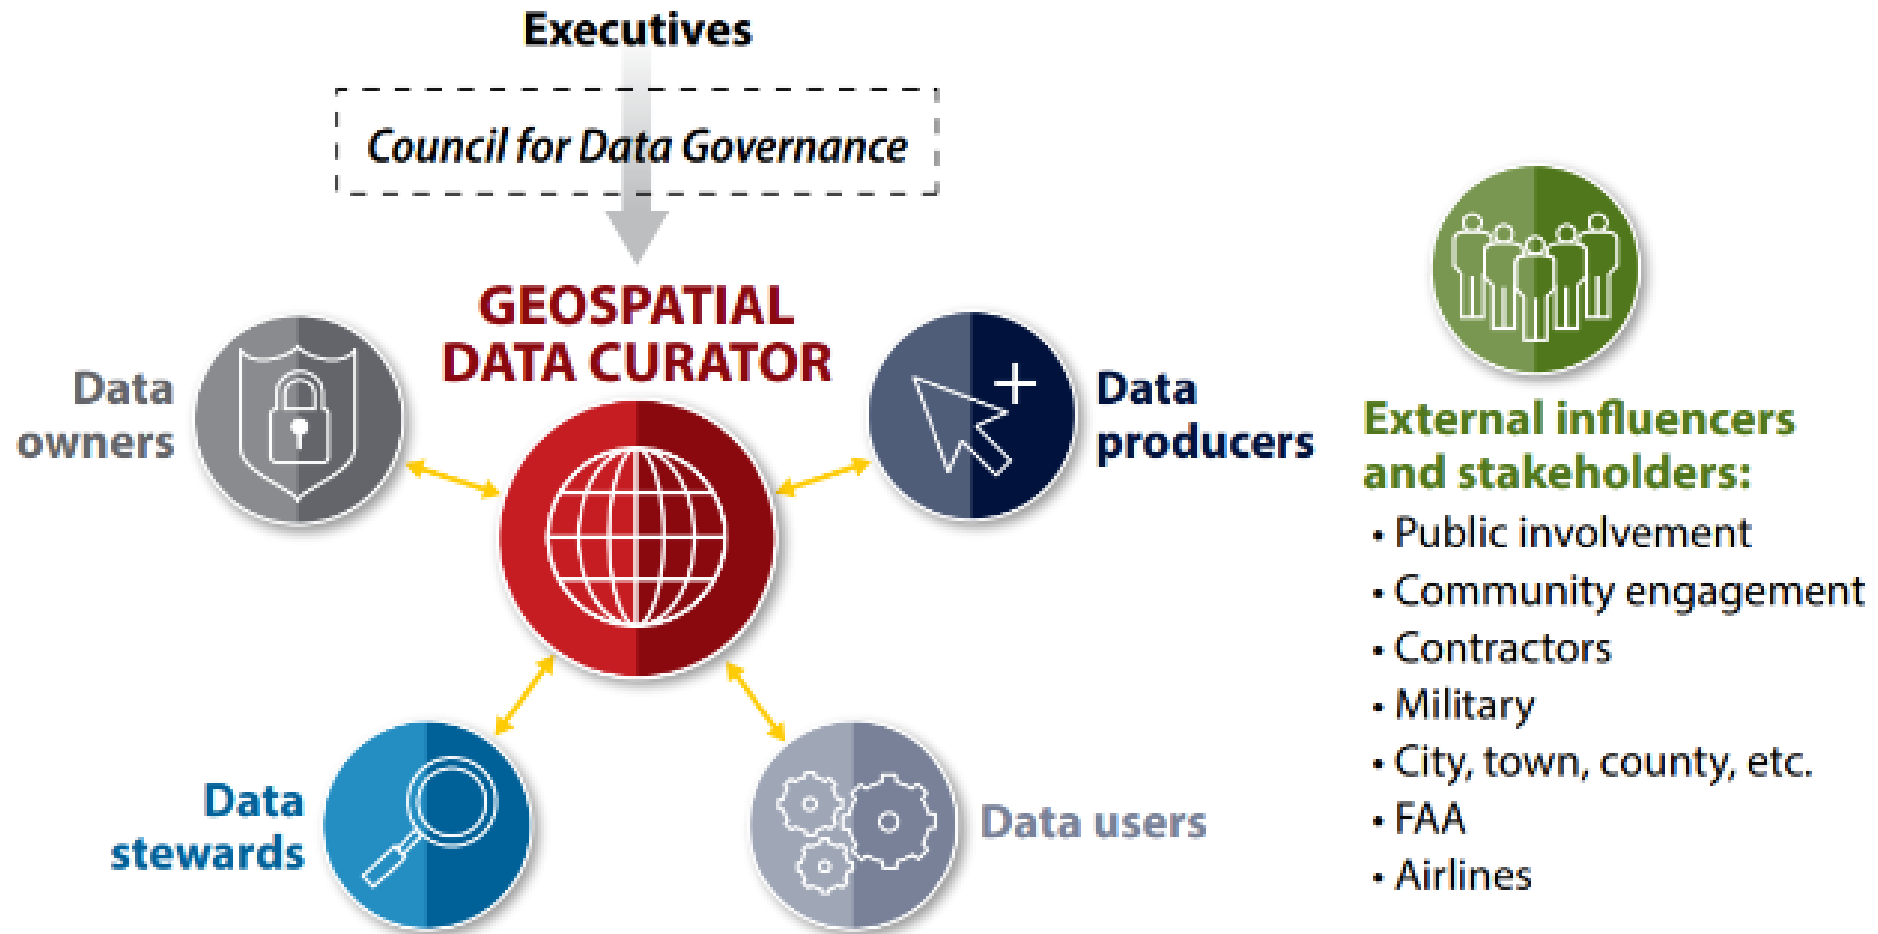 Executives
Council for Data Governance
GEOSPATIAL
DATA CURATOR
Data
owners
Data
producers
Data
stewards
Data users
External influencers
and stakeholders:
• Public involvement
• Community engagement
• Contractors
• Military
• City, town, county, etc.
• FAA
• Airlines